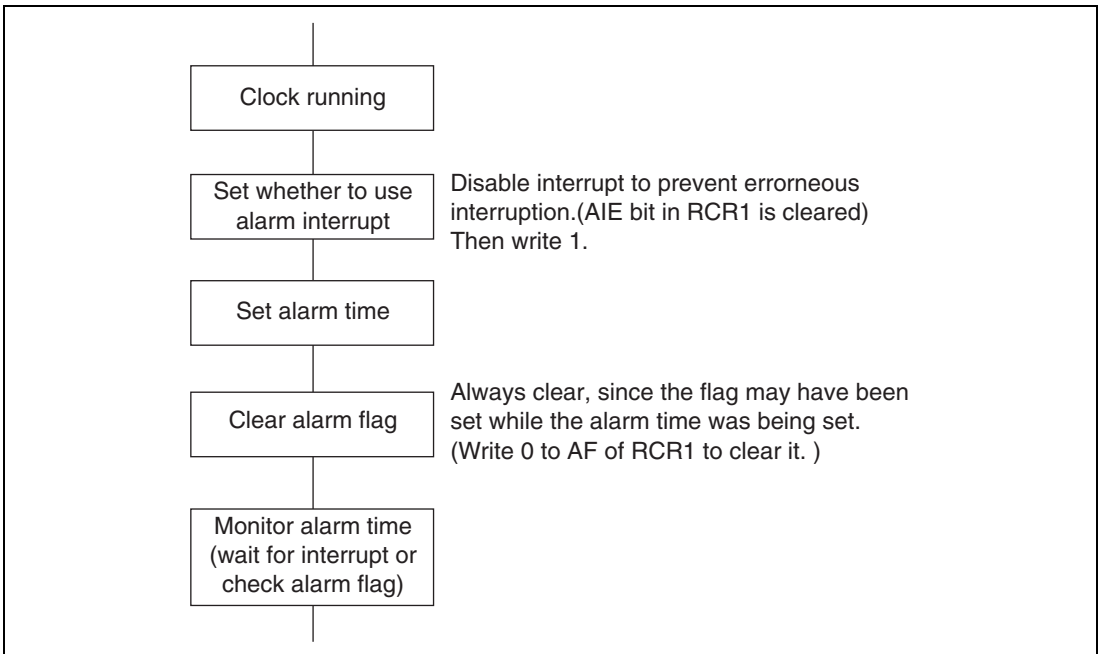 Clock running
Set whether to use
alarm interrupt
Disable interrupt to prevent errorneous
interruption.(AIE bit in RCR1 is cleared)
Then write 1.
Set alarm time
Clear alarm flag
Always clear, since the flag may have been
set while the alarm time was being set.
(Write 0 to AF of RCR1 to clear it. )
Monitor alarm time
(wait for interrupt or
check alarm flag)